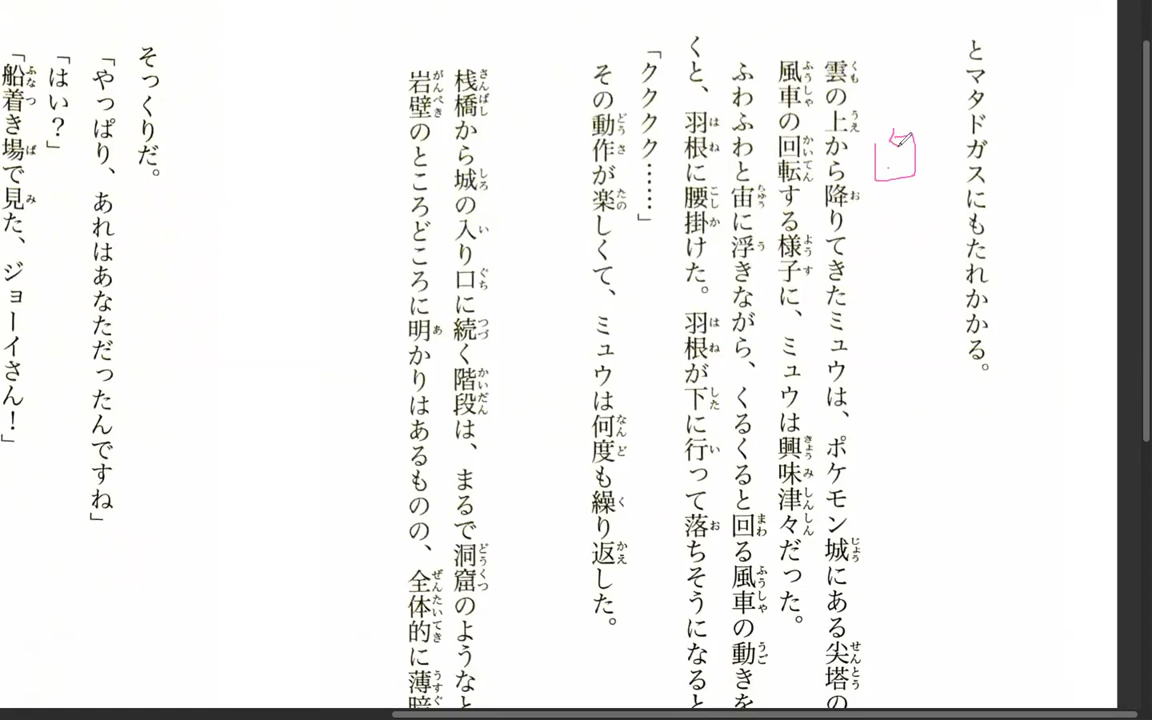 とマタドガスにもたれかかる。
雲の上から降りてきたミュウは、ポケモン城にある尖塔の
風車の回転する様子に、ミュウは興味津々だった。
ふわふわと宙に浮きながら、くるくると回る風車の動きを
くと、羽根に腰掛けた。羽根が下に行って落ちそうになると
「クククク……」
その動作が楽しくて、ミュウは何度も繰り返した。
桟橋から城の入り口に続く階段は、まるで洞窟のようなと
岩壁のところどころに明かりはあるものの、全体的に薄暗
そっくりだ。
「やっぱり、あれはあなただったんですね」
「はい？」
「船着き場で見た、ジョーイさん！」